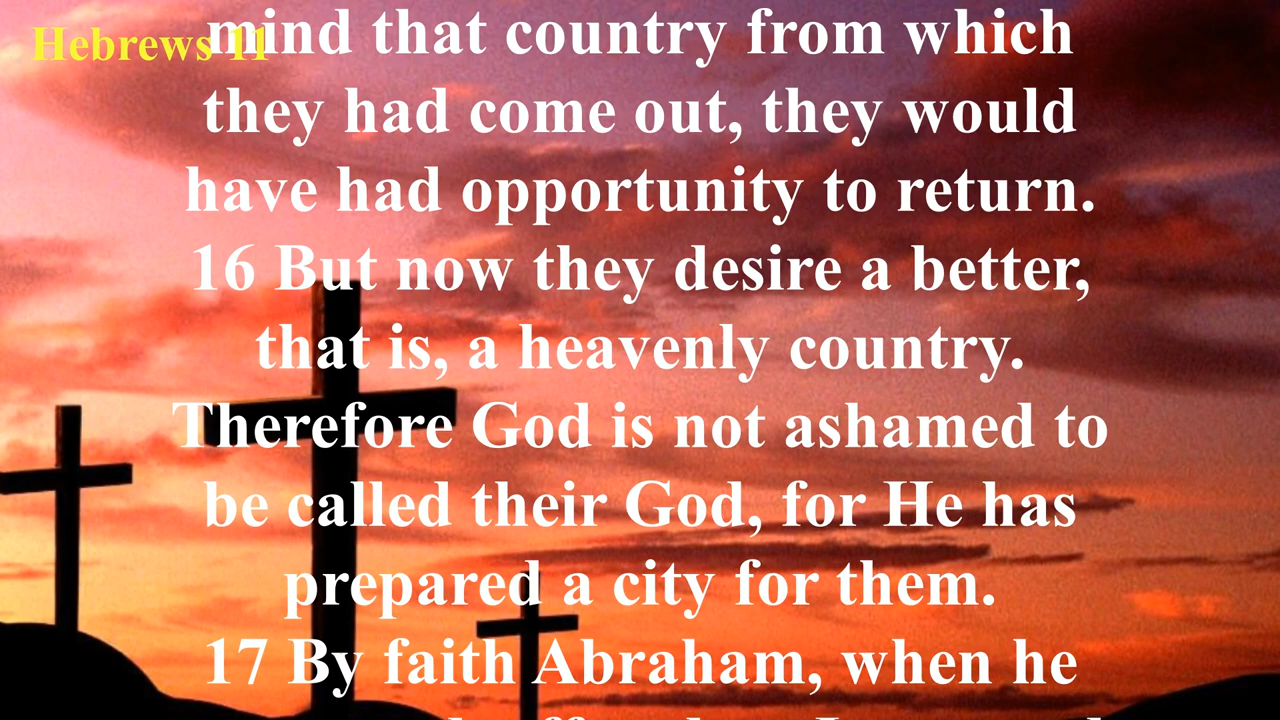 Hebrews 11
mind that country from which
they had come out, they would
have had opportunity to return.
16 But now they desire a better,
that is, a heavenly country.
Therefore God is not ashamed to
be called their God, for He has
prepared a city for them.
17 By faith Abraham, when he